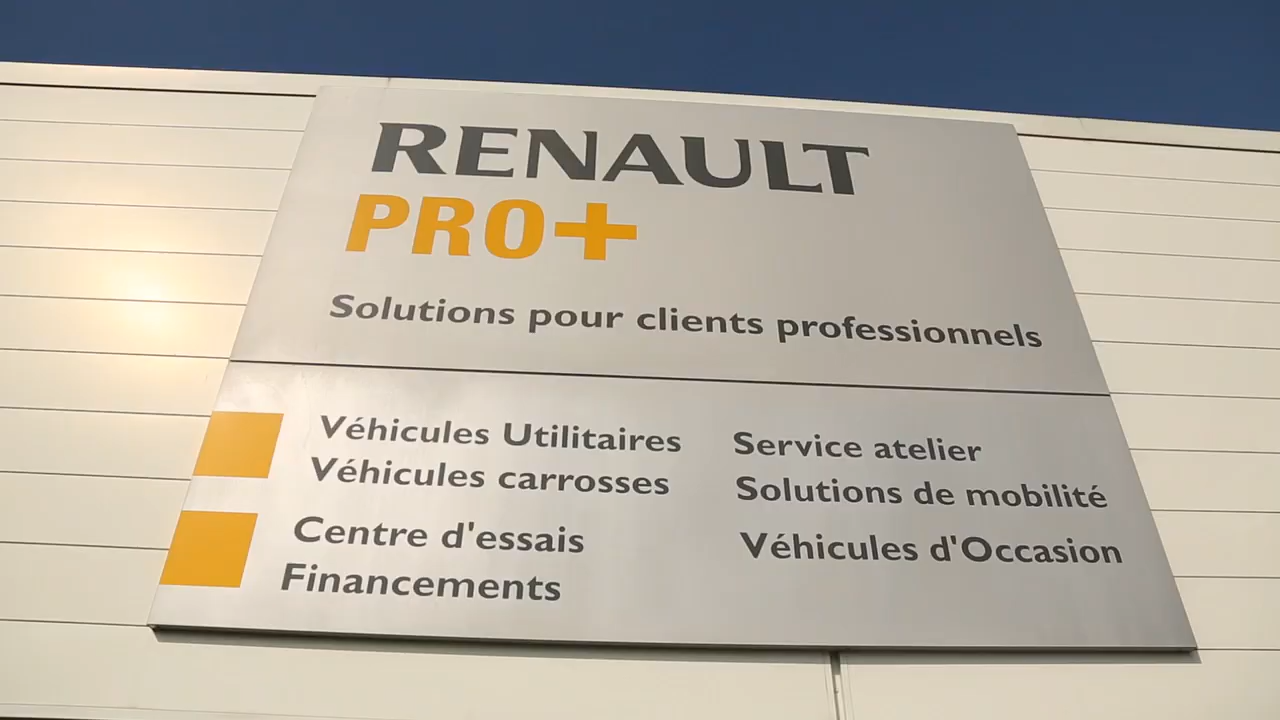 RENAULT
PRO+
Solutions pour clients professionnels
Véhicules Utilitaires
Véhicules carrosses
Centre d'essais
Financements
Service atelier
Solutions de mobilité
Véhicules d'Occasion